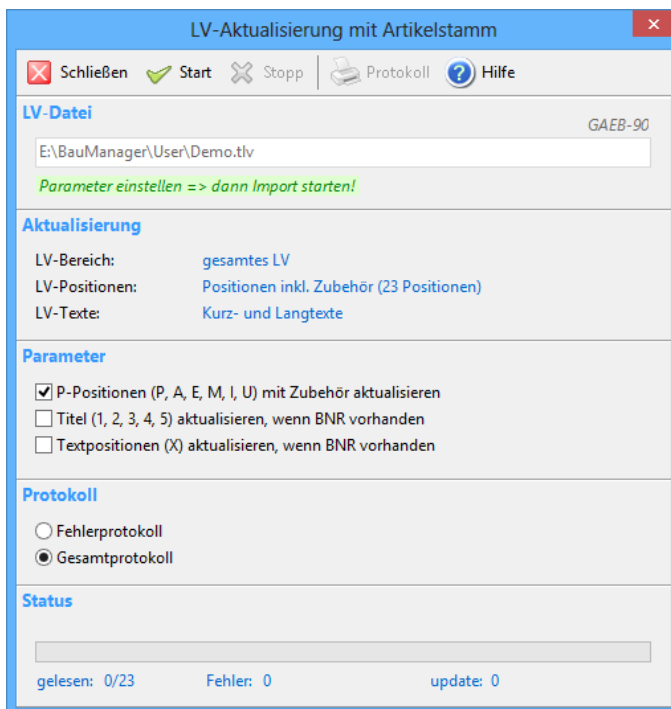 LV-Aktualisierung mit Artikelstamm
Schließen Start Stopp Protokoll Hilfe
LV-Datei
GAEB-90
E:\BauManager\User\Demo.tlv
Parameter einstellen => dann Import starten!
Aktualisierung
LV-Bereich: gesamtes LV
LV-Positionen: Positionen inkl. Zubehör (23 Positionen)
LV-Texte: Kurz- und Langtexte
Parameter
P-Positionen (P, A, E, M, I, U) mit Zubehör aktualisieren
Titel (1, 2, 3, 4, 5) aktualisieren, wenn BNR vorhanden
Textpositionen (X) aktualisieren, wenn BNR vorhanden
Protokoll
Fehlerprotokoll
Gesamtprotokoll
Status
gelesen: 0/23 Fehler: 0 update: 0